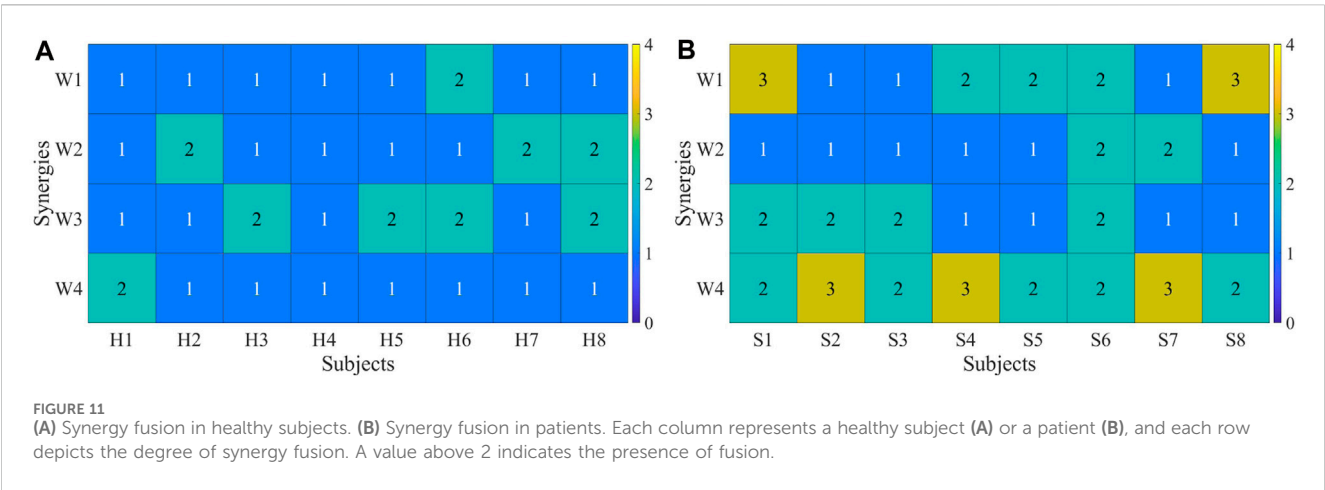 A
B
W1 1 1 1 1 1 2 1 1
W2 1 2 1 1 1 1 2 2
W3 1 1 2 1 2 2 1 2
W4 2 1 1 1 1 1 1 1
H1 H2 H3 H4 H5 H6 H7 H8
Subjects
Synergies
4
3
2
1
0
W1 3 1 1 2 2 2 1 3
W2 1 1 1 1 1 2 2 1
W3 2 2 2 1 1 2 1 1
W4 2 3 2 3 2 2 3 2
S1 S2 S3 S4 S5 S6 S7 S8
Subjects
Synergies
4
3
2
1
0
FIGURE 11
(A) Synergy fusion in healthy subjects. (B) Synergy fusion in patients. Each column represents a healthy subject (A) or a patient (B), and each row
depicts the degree of synergy fusion. A value above 2 indicates the presence of fusion.